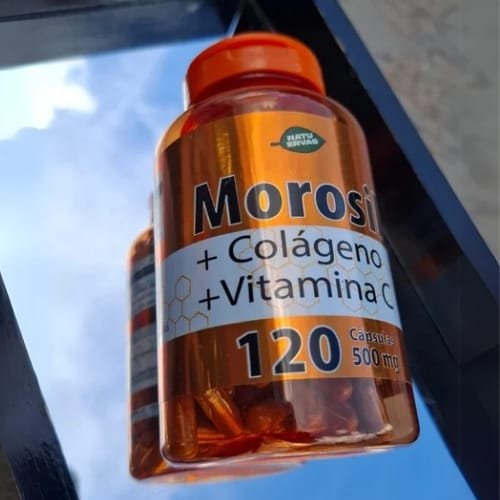 NATU
ERVAS
Morosi
+ Colágeno
+Vitamina C
120
Capsulas
500 mg